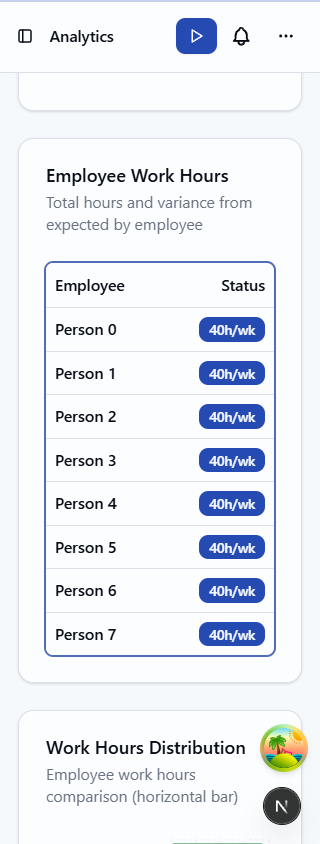 Analytics
Employee Work Hours
Total hours and variance from
expected by employee
Employee Status
Person 0 40h/wk
Person 1 40h/wk
Person 2 40h/wk
Person 3 40h/wk
Person 4 40h/wk
Person 5 40h/wk
Person 6 40h/wk
Person 7 40h/wk
Work Hours Distribution
Employee work hours
comparison (horizontal bar)
N